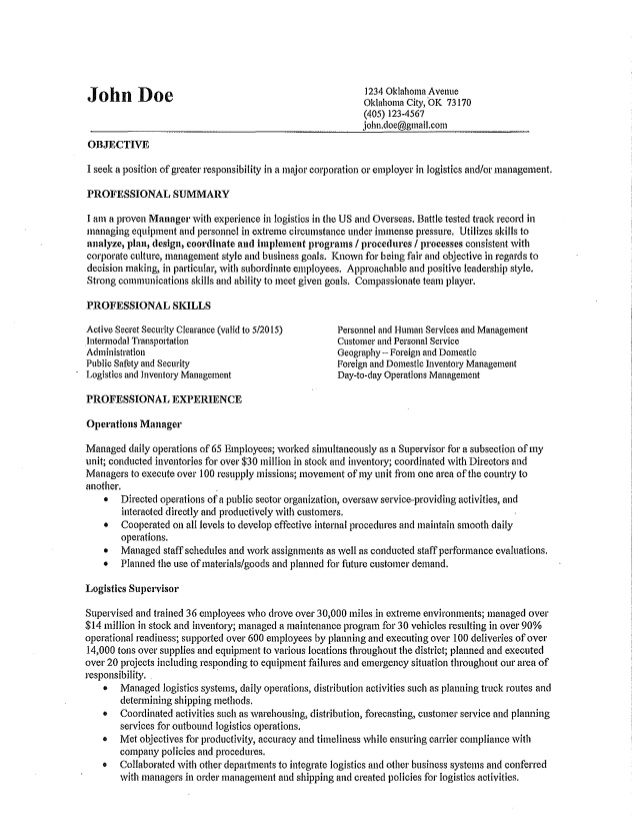 John Doe
1234 Oklahoma Avenue
Oklahoma City, OK 73170
(405) 123-4567
john.doe@gmail.com
OBJECTIVE
I seek a position of greater responsibility in a major corporation or employer in logistics and/or management.
PROFESSIONAL SUMMARY
I am a proven Manager with experience in logistics in the US and Overseas. Battle tested track record in
managing equipment and personnel in extreme circumstance under immense pressure. Utilizes skills to
analyze, plan, design, coordinate and implement programs / procedures / processes consistent with
corporate culture, management style and business goals. Known for being fair and objective in regards to
decision making, in particular, with subordinate employees. Approachable and positive leadership style.
Strong communications skills and ability to meet given goals. Compassionate team player.
PROFESSIONAL SKILLS
Active Secret Security Clearance (valid to 5/2015)
Intermodal Transportation
Administration
Public Safety and Security
Logistics and Inventory Management
Personnel and Human Services and Management
Customer and Personal Service
Geography – Foreign and Domestic
Foreign and Domestic Inventory Management
Day-to-day Operations Management
PROFESSIONAL EXPERIENCE
Operations Manager
Managed daily operations of 65 Employees; worked simultaneously as a Supervisor for a subsection of my
unit; conducted inventories for over $30 million in stock and inventory; coordinated with Directors and
Managers to execute over 100 resupply missions; movement of my unit from one area of the country to
another.
• Directed operations of a public sector organization, oversaw service-providing activities, and
interacted directly and productively with customers.
• Cooperated on all levels to develop effective internal procedures and maintain smooth daily
operations.
• Managed staff schedules and work assignments as well as conducted staff performance evaluations.
• Planned the use of materials/goods and planned for future customer demand.
Logistics Supervisor
Supervised and trained 36 employees who drove over 30,000 miles in extreme environments; managed over
$14 million in stock and inventory; managed a maintenance program for 30 vehicles resulting in over 90%
operational readiness; supported over 600 employees by planning and executing over 100 deliveries of over
14,000 tons over supplies and equipment to various locations throughout the district; planned and executed
over 20 projects including responding to equipment failures and emergency situation throughout our area of
responsibility.
• Managed logistics systems, daily operations, distribution activities such as planning truck routes and
determining shipping methods.
• Coordinated activities such as warehousing, distribution, forecasting, customer service and planning
services for outbound logistics operations.
• Met objectives for productivity, accuracy and timeliness while ensuring carrier compliance with
company policies and procedures.
• Collaborated with other departments to integrate logistics and other business systems and conferred
with managers in order management and shipping and created policies for logistics activities.